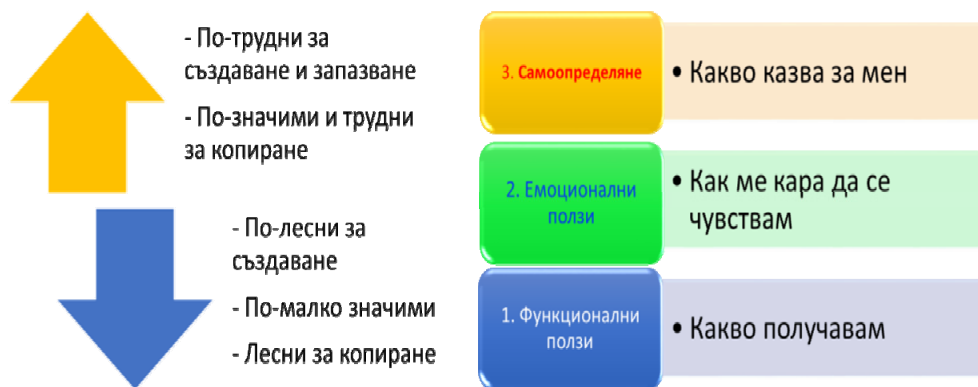 - По-трудни за
създаване и запазване
- По-значими и трудни
за копиране
- По-лесни за
създаване
- По-малко значими
- Лесни за копиране
3. Самоопределяне
• Какво казва за мен
2. Емоционални
ползи
• Как ме кара да се
чувствам
1. Функционални
ползи
• Какво получавам